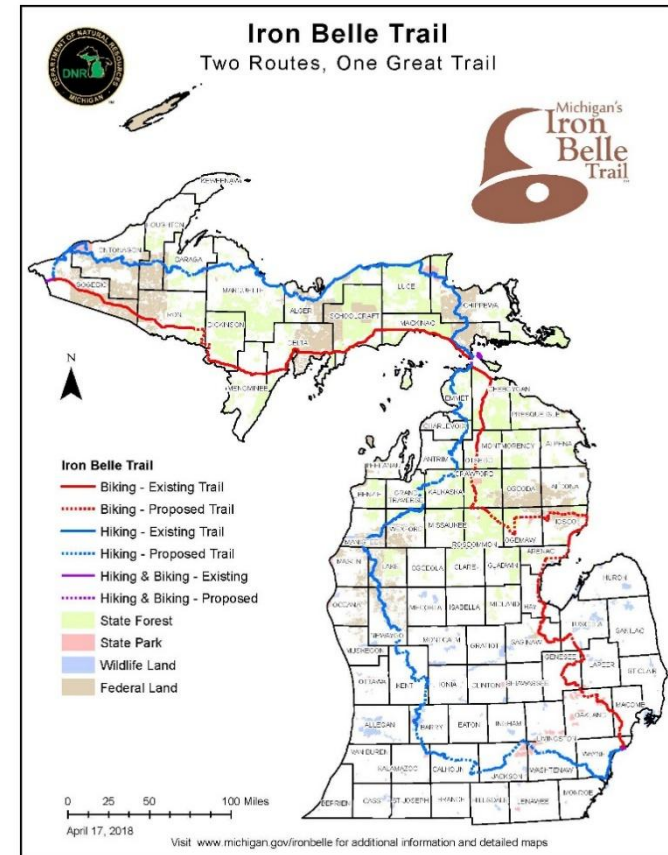 Iron Belle Trail
Two Routes, One Great Trail
DEPARTMENT OF NATURAL RESOURCES
DNR
MICHIGAN
Michigan's
Iron
Belle
Trail
KEWEENAW
HOUGHTON
ONTONAGON
BARAGA
GOGEBIC
MARQUETTE
LUCE
ALGER
CHIPPEWA
IRON
DICKINSON
SCHOOLCRAFT
MACKINAC
DELTA
MENOMINEE
N
EMMET
CHEBOYGAN
PRESQUE ISLE
CHARLEVOIX
MONTMORENCY
ALPENA
ANTRIM
OTSEGO
LEELANAU
CRAWFORD
OSCODA
ALCONA
BENZIE
GRAND TRAVERSE
KALKASKA
MANISTEE
WEXFORD
MISSAUKEE
ROSCOMMON
OGEMAW
IOSCO
ARENAC
MASON
LAKE
OSCEOLA
CLARE
GLADWIN
HURON
OCEANA
MECOSTA
ISABELLA
MIDLAND
BAY
NEWAYGO
TUSCOLA
SANILAC
MUSKEGON
MONTCALM
GRATIOT
SAGINAW
GENESEE
LAPEER
ST CLAIR
OTTAWA
KENT
IONIA
CLINTON
SHIAWASSEE
OAKLAND
MACOMB
ALLEGAN
BARRY
EATON
INGHAM
LIVINGSTON
VAN BUREN
KALAMAZOO
CALHOUN
JACKSON
WASHTENAW
WAYNE
BERRIEN
CASS
ST JOSEPH
BRANCH
HILLSDALE
LENAWEE
MONROE
Iron Belle Trail
Biking - Existing Trail
Biking - Proposed Trail
Hiking - Existing Trail
Hiking - Proposed Trail
Hiking & Biking - Existing
Hiking & Biking - Proposed
State Forest
State Park
Wildlife Land
Federal Land
0 25 50 100 Miles
April 17, 2018
Visit www.michigan.gov/ironbelle for additional information and detailed maps